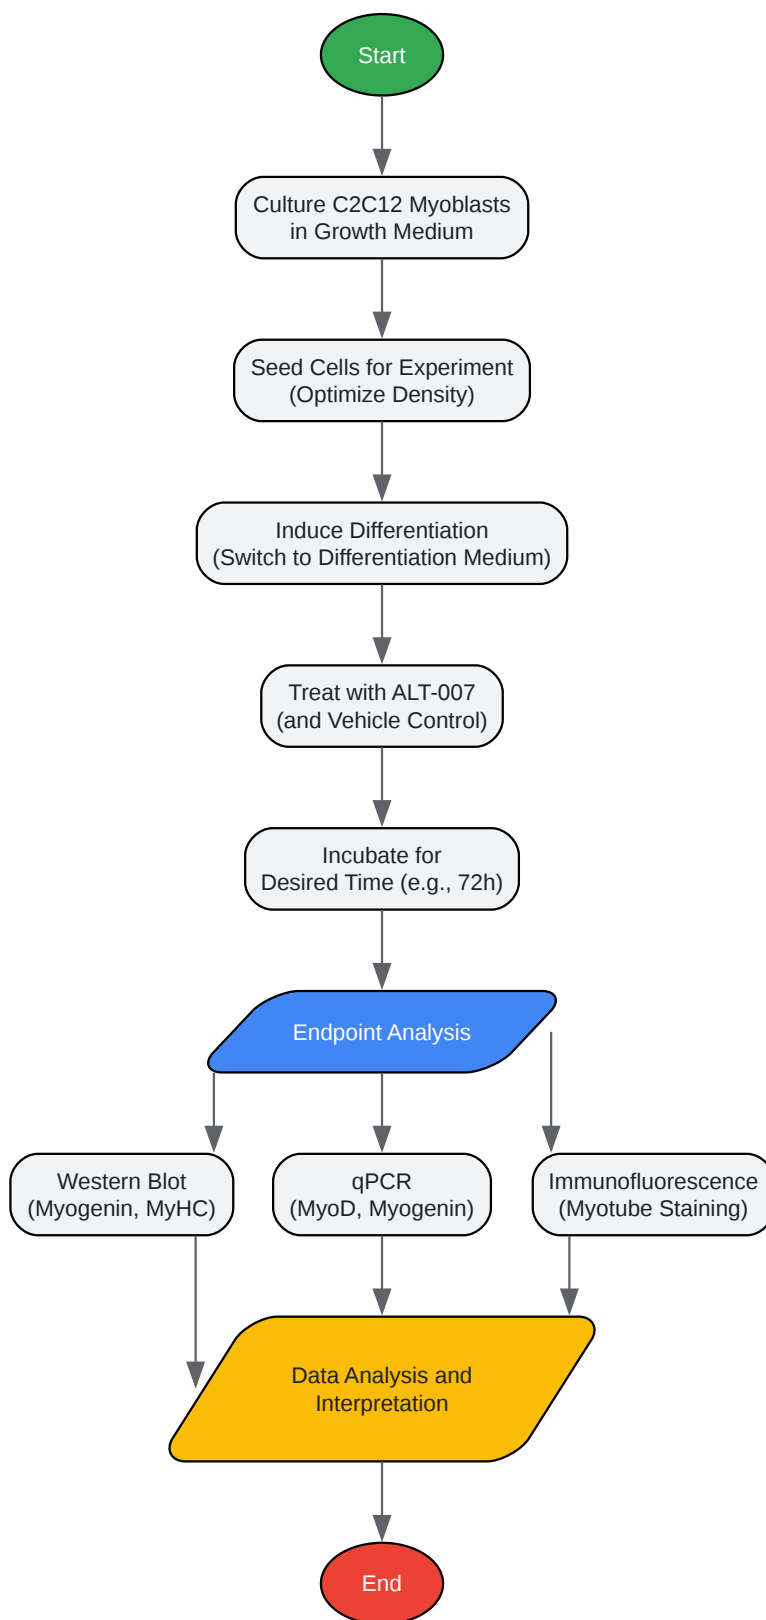 Start
Culture C2C12 Myoblasts
in Growth Medium
Seed Cells for Experiment
(Optimize Density)
Induce Differentiation
(Switch to Differentiation Medium)
Treat with ALT-007
(and Vehicle Control)
Incubate for
Desired Time (e.g., 72h)
Endpoint Analysis
Western Blot
(Myogenin, MyHC)
qPCR
(MyoD, Myogenin)
Immunofluorescence
(Myotube Staining)
Data Analysis and
Interpretation
End